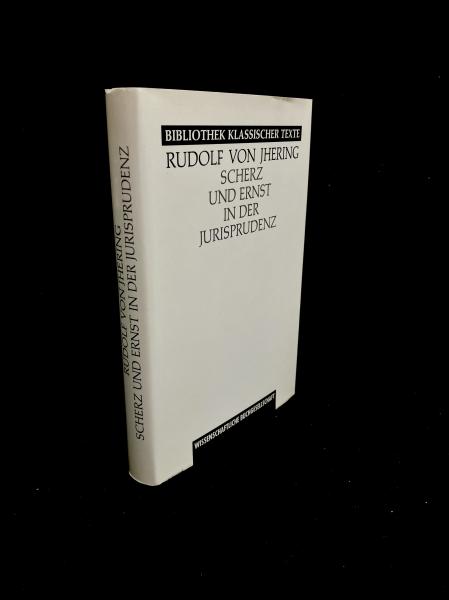 BIBLIOTHEK KLASSISCHER TEXTE
RUDOLF VON JHERING
SCHERZ
UND ERNST
IN DER
JURISPRUDENZ
WISSENSCHAFTLICHE BUCHGESELLSCHAFT
RUDOLF VON JHERING
SCHERZ UND ERNST IN DER JURISPRUDENZ